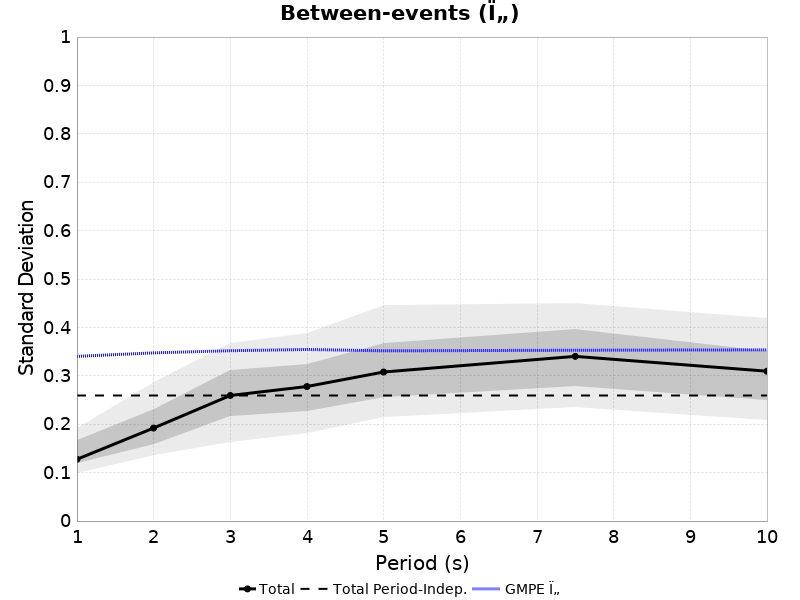 Between-events (Ï„)
1
0.9
0.8
0.7
0.6
0.5
0.4
0.3
0.2
0.1
0
Standard Deviation
1 2 3 4 5 6 7 8 9 10
Period (s)
Total Total Period-Indep. GMPE Ï„